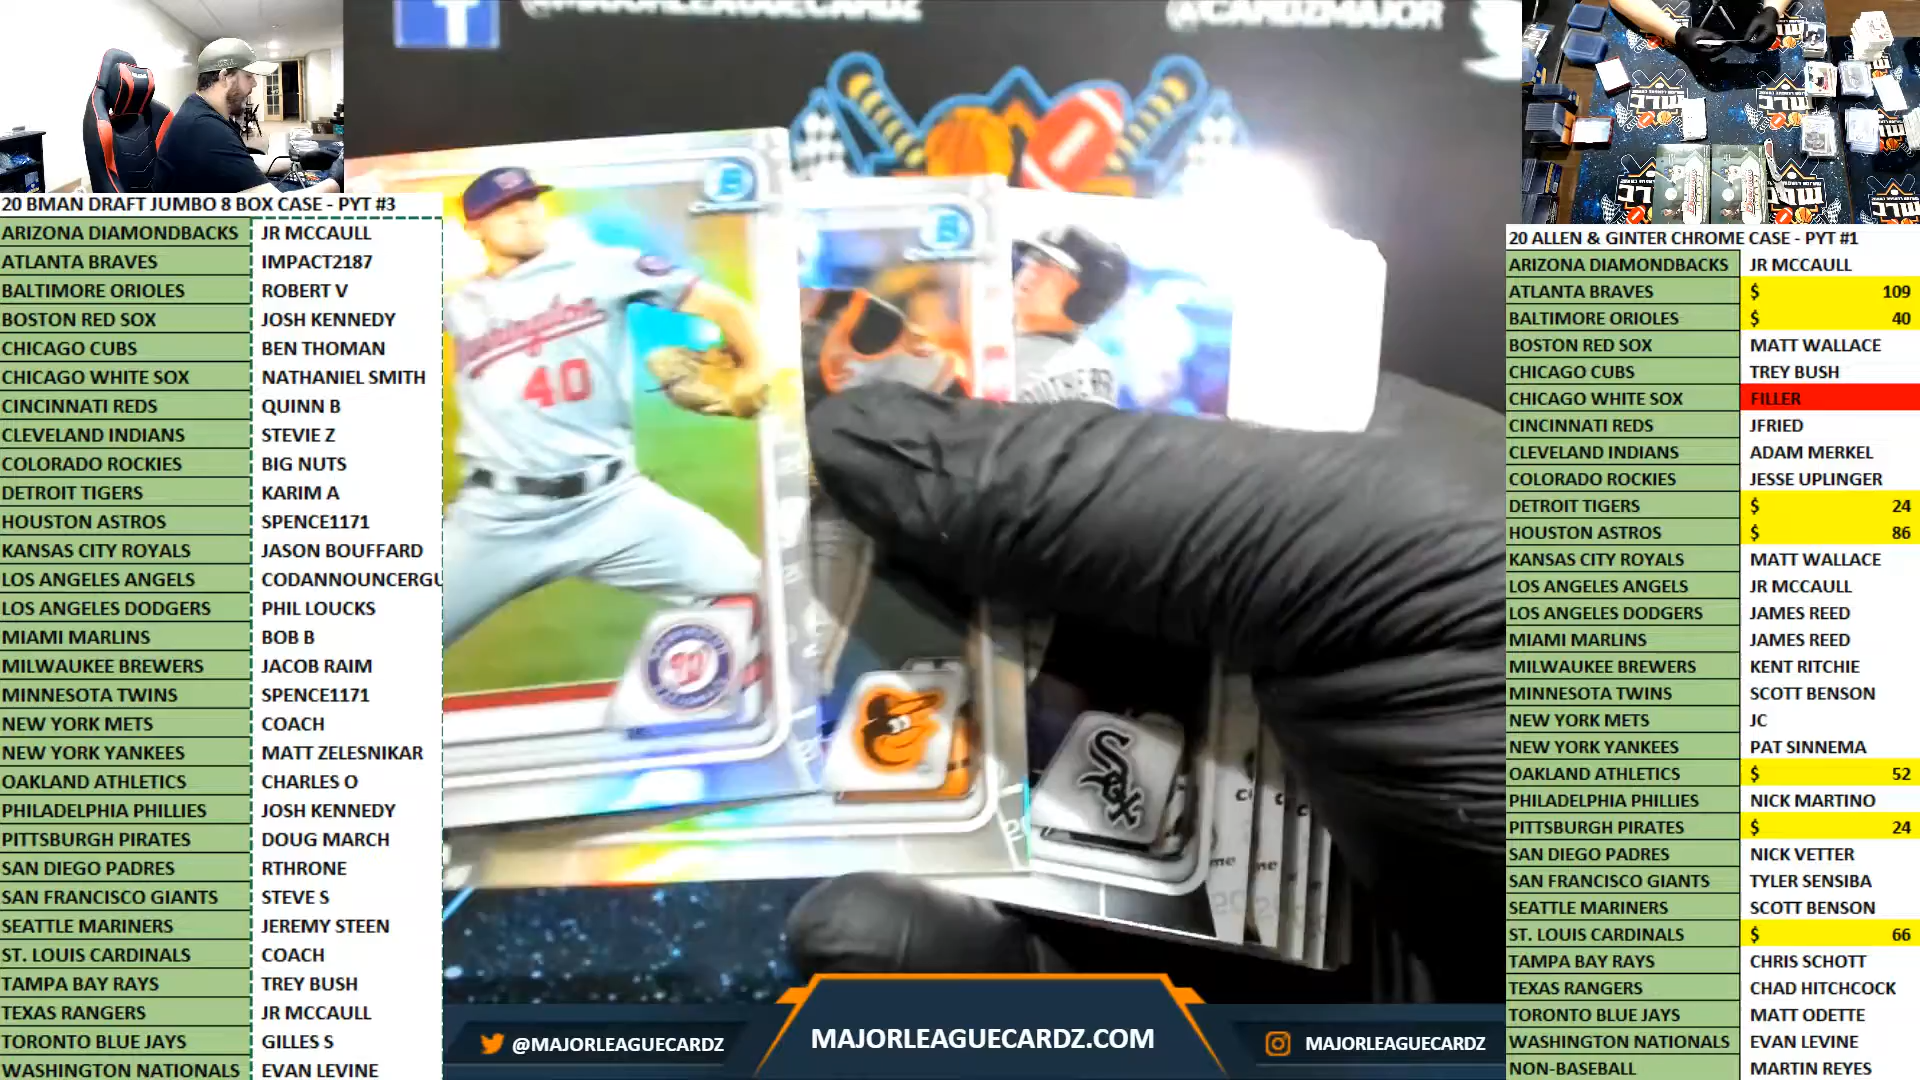 @MAJORLEAGUECARDZ
@CARDZMAJOR
20 BMAN DRAFT JUMBO 8 BOX CASE - PYT #3
ARIZONA DIAMONDBACKS JR MCCAULL
ATLANTA BRAVES IMPACT2187
BALTIMORE ORIOLES ROBERT V
BOSTON RED SOX JOSH KENNEDY
CHICAGO CUBS BEN THOMAN
CHICAGO WHITE SOX NATHANIEL SMITH
CINCINNATI REDS QUINN B
CLEVELAND INDIANS STEVIE Z
COLORADO ROCKIES BIG NUTS
DETROIT TIGERS KARIM A
HOUSTON ASTROS SPENCE1171
KANSAS CITY ROYALS JASON BOUFFARD
LOS ANGELES ANGELS CODANNOUNCERGU
LOS ANGELES DODGERS PHIL LOUCKS
MIAMI MARLINS BOB B
MILWAUKEE BREWERS JACOB RAIM
MINNESOTA TWINS SPENCE1171
NEW YORK METS COACH
NEW YORK YANKEES MATT ZELESNIKAR
OAKLAND ATHLETICS CHARLES O
PHILADELPHIA PHILLIES JOSH KENNEDY
PITTSBURGH PIRATES DOUG MARCH
SAN DIEGO PADRES RTHRONE
SAN FRANCISCO GIANTS STEVE S
SEATTLE MARINERS JEREMY STEEN
ST. LOUIS CARDINALS COACH
TAMPA BAY RAYS TREY BUSH
TEXAS RANGERS JR MCCAULL
TORONTO BLUE JAYS GILLES S
WASHINGTON NATIONALS EVAN LEVINE
40
Sox
@MAJORLEAGUECARDZ
MAJORLEAGUECARDZ.COM
MAJORLEAGUECARDZ
20 ALLEN & GINTER CHROME CASE - PYT #1
ARIZONA DIAMONDBACKS JR MCCAULL
ATLANTA BRAVES $ 109
BALTIMORE ORIOLES $ 40
BOSTON RED SOX MATT WALLACE
CHICAGO CUBS TREY BUSH
CHICAGO WHITE SOX FILLER
CINCINNATI REDS JFRIED
CLEVELAND INDIANS ADAM MERKEL
COLORADO ROCKIES JESSE UPLINGER
DETROIT TIGERS $ 24
HOUSTON ASTROS $ 86
KANSAS CITY ROYALS MATT WALLACE
LOS ANGELES ANGELS JR MCCAULL
LOS ANGELES DODGERS JAMES REED
MIAMI MARLINS JAMES REED
MILWAUKEE BREWERS KENT RITCHIE
MINNESOTA TWINS SCOTT BENSON
NEW YORK METS JC
NEW YORK YANKEES PAT SINNEMA
OAKLAND ATHLETICS $ 52
PHILADELPHIA PHILLIES NICK MARTINO
PITTSBURGH PIRATES $ 24
SAN DIEGO PADRES NICK VETTER
SAN FRANCISCO GIANTS TYLER SENSIBA
SEATTLE MARINERS SCOTT BENSON
ST. LOUIS CARDINALS $ 66
TAMPA BAY RAYS CHRIS SCHOTT
TEXAS RANGERS CHAD HITCHCOCK
TORONTO BLUE JAYS MATT ODETTE
WASHINGTON NATIONALS EVAN LEVINE
NON-BASEBALL MARTIN REYES